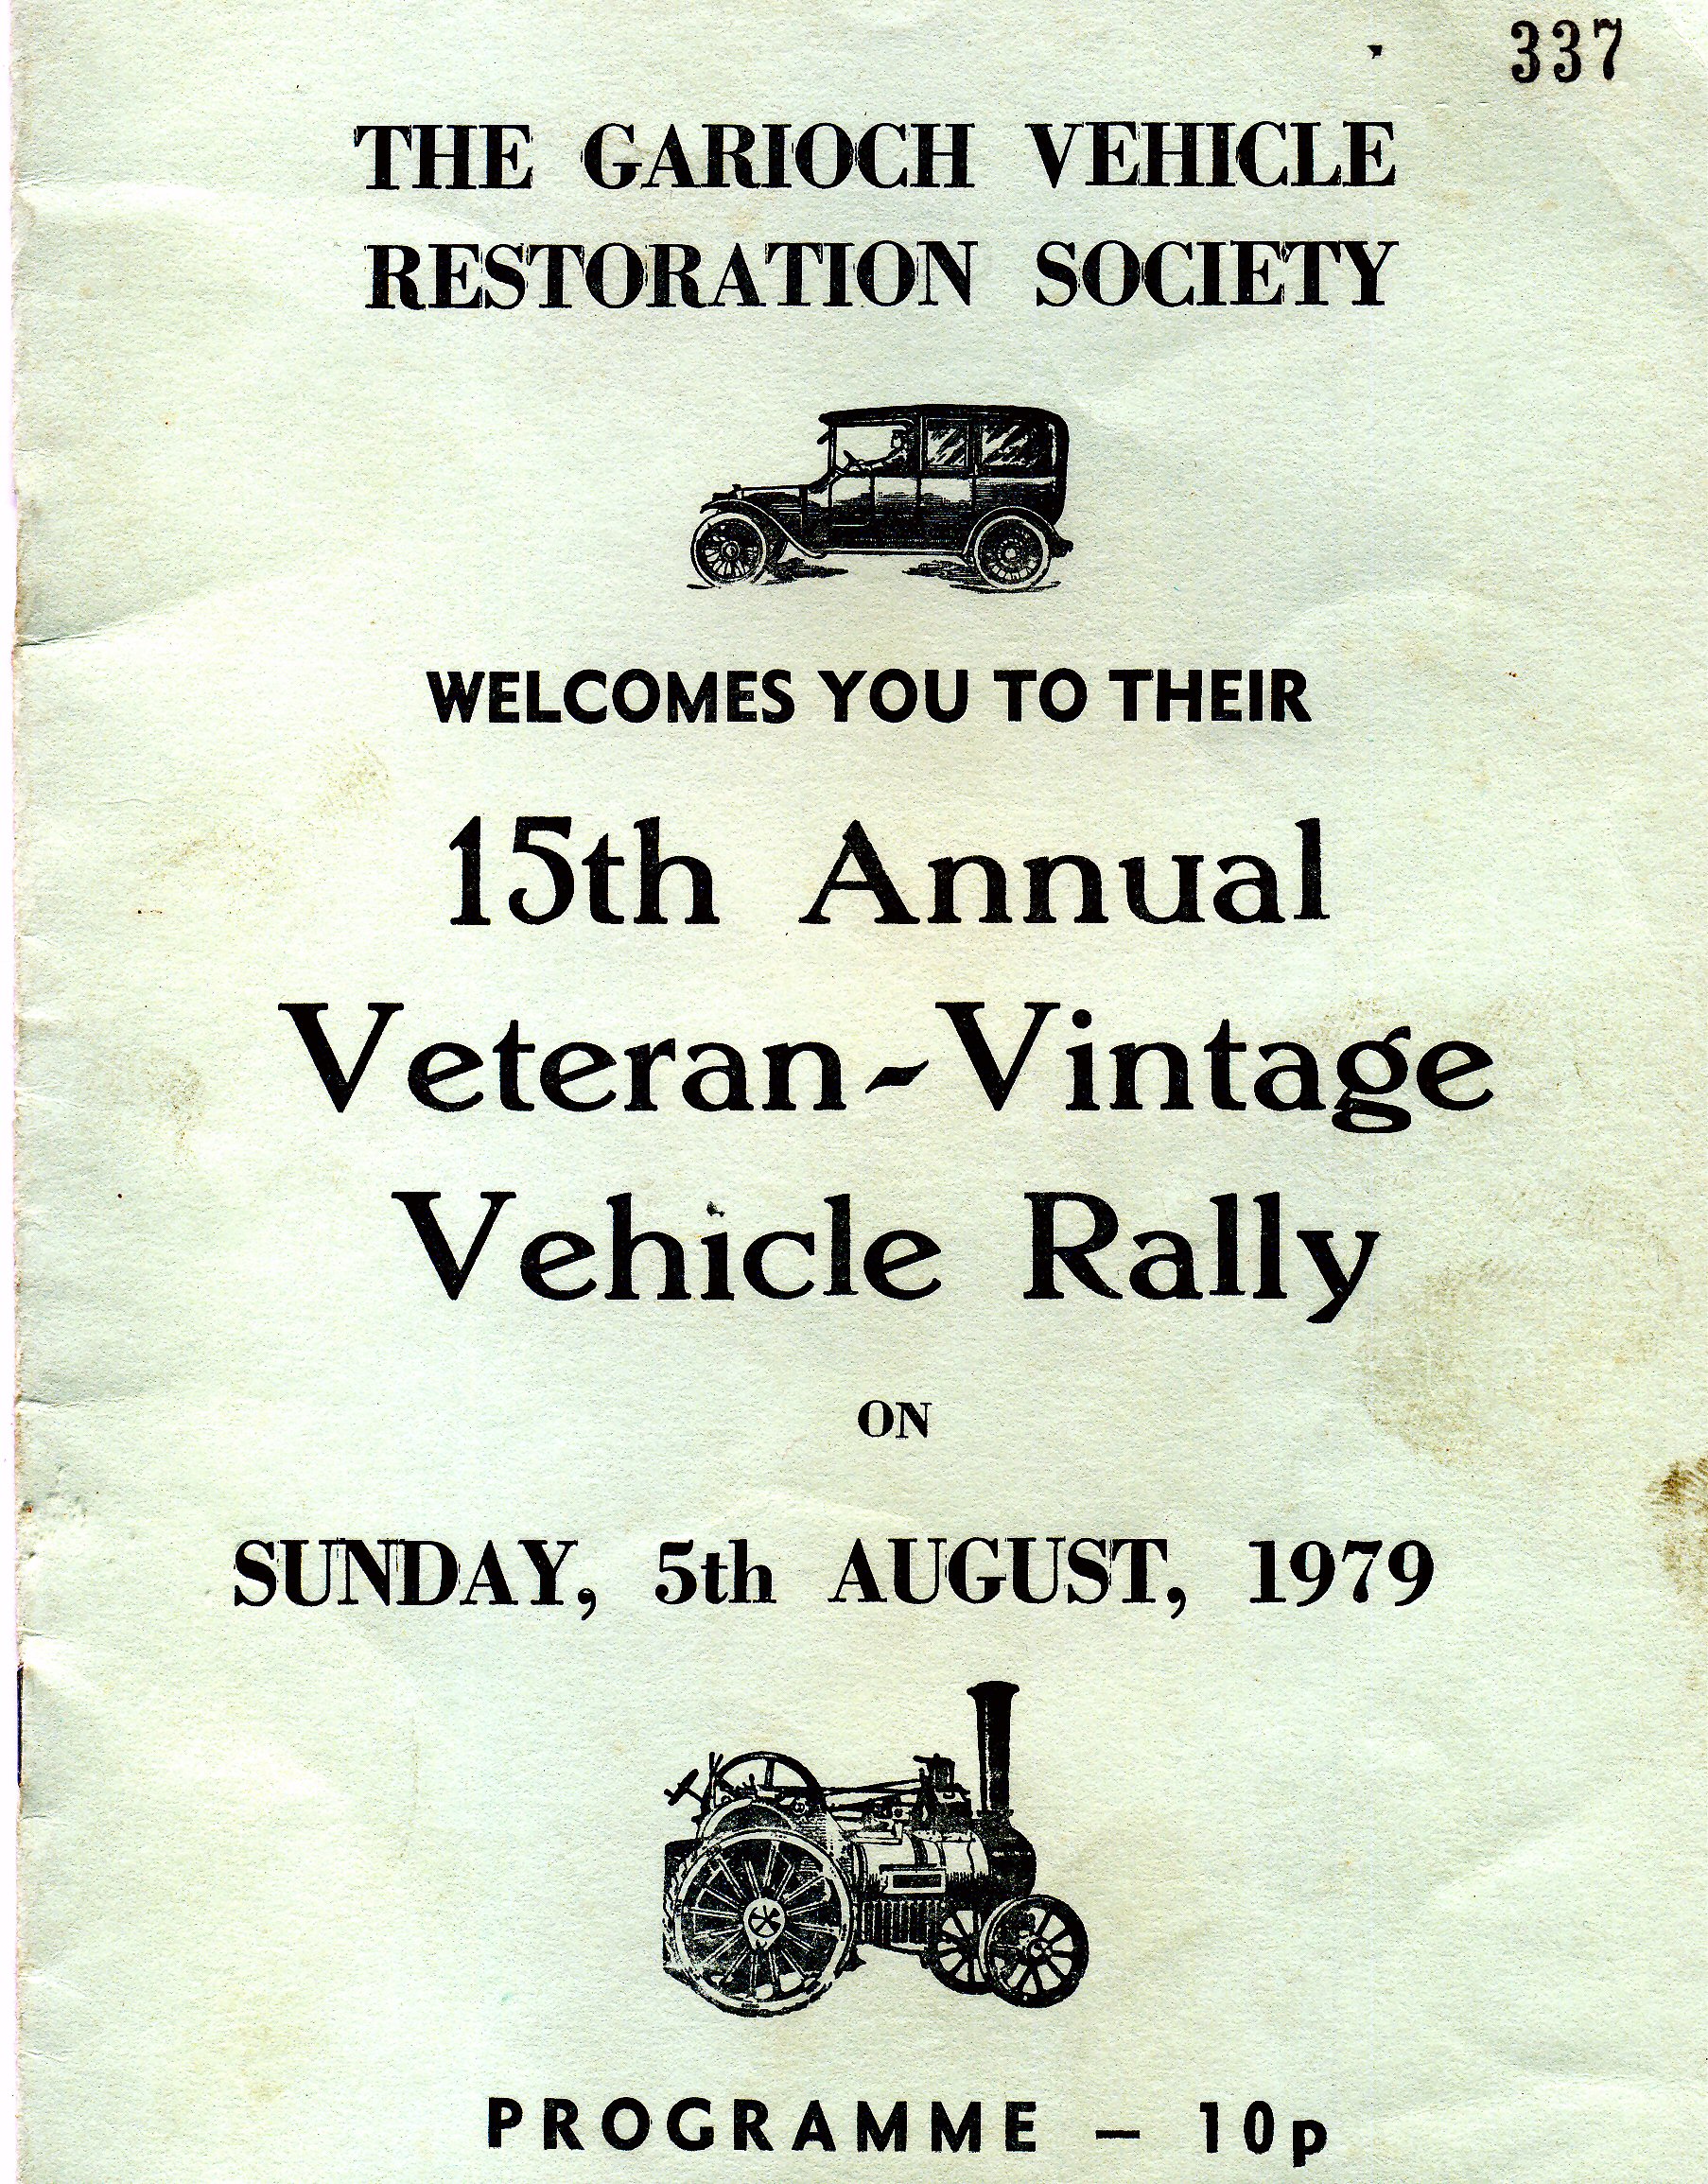 337
THE GARIOCH VEHICLE
RESTORATION SOCIETY
WELCOMES YOU TO THEIR
15th Annual
Veteran-Vintage
Vehicle Rally
ON
SUNDAY, 5th AUGUST, 1979
PROGRAMME — 10p